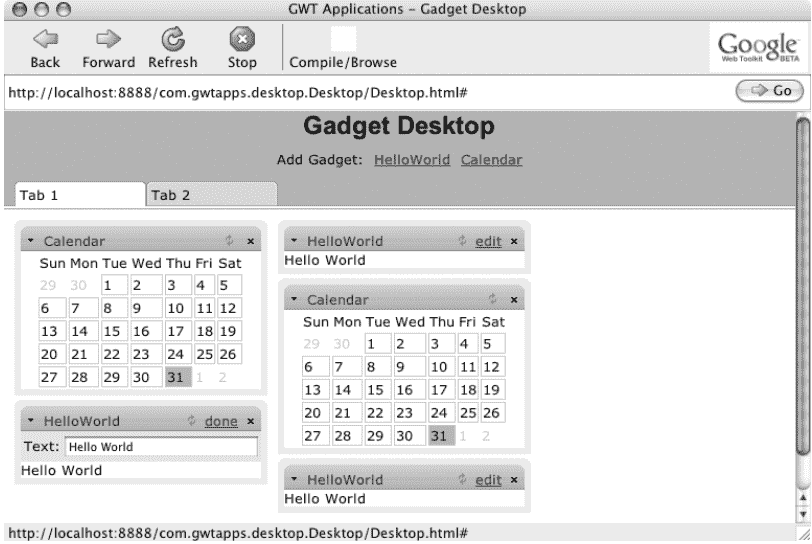 GWT Applications – Gadget Desktop
Back Forward Refresh Stop Compile/Browse
Google
Web Toolkit BETA
http://localhost:8888/com.gwtapps.desktop.Desktop/Desktop.html#
Go
Gadget Desktop
Add Gadget: HelloWorld Calendar
Tab 1 Tab 2
Calendar
Sun Mon Tue Wed Thu Fri Sat
29 30 1 2 3 4 5
6 7 8 9 10 11 12
13 14 15 16 17 18 19
20 21 22 23 24 25 26
27 28 29 30 31 1 2
HelloWorld done
Text: Hello World
Hello World
HelloWorld edit
Hello World
Calendar
Sun Mon Tue Wed Thu Fri Sat
29 30 1 2 3 4 5
6 7 8 9 10 11 12
13 14 15 16 17 18 19
20 21 22 23 24 25 26
27 28 29 30 31 1 2
HelloWorld edit
Hello World
http://localhost:8888/com.gwtapps.desktop.Desktop/Desktop.html#